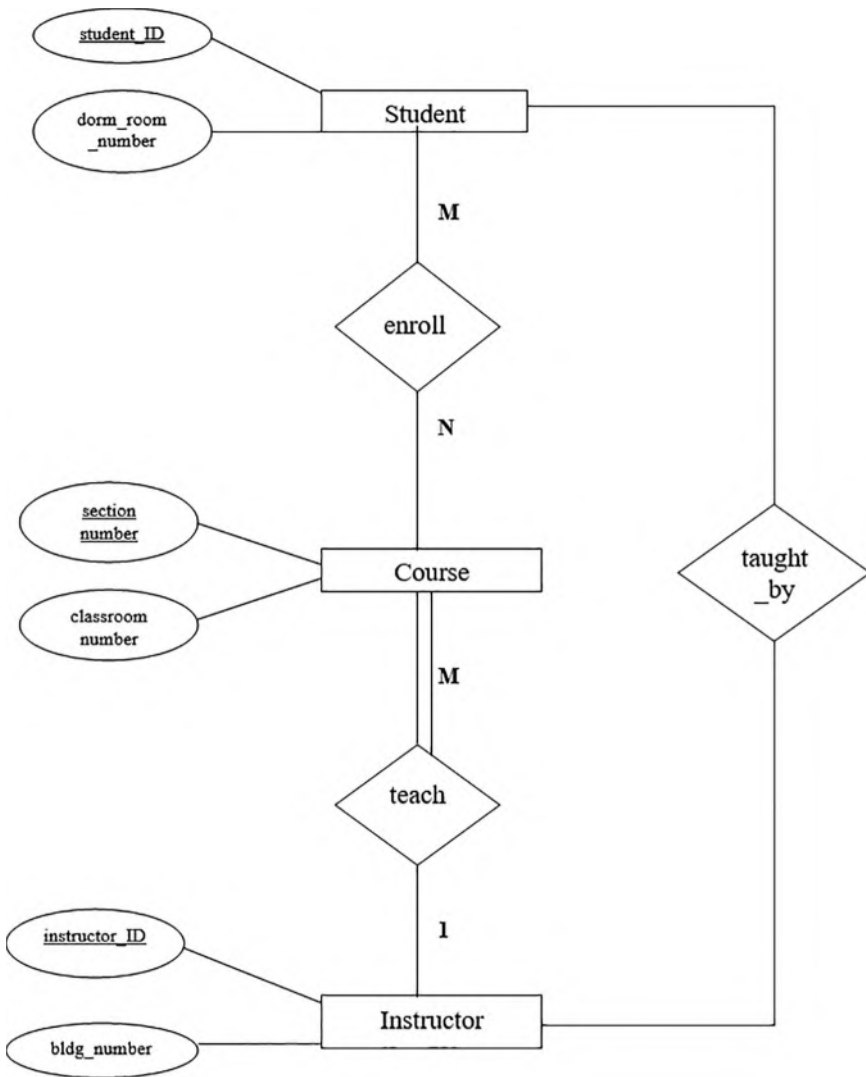 student_ID
dorm_room
_number
Student
M
enroll
N
section
number
classroom
number
Course
taught
_by
M
teach
1
instructor_ID
bldg_number
Instructor